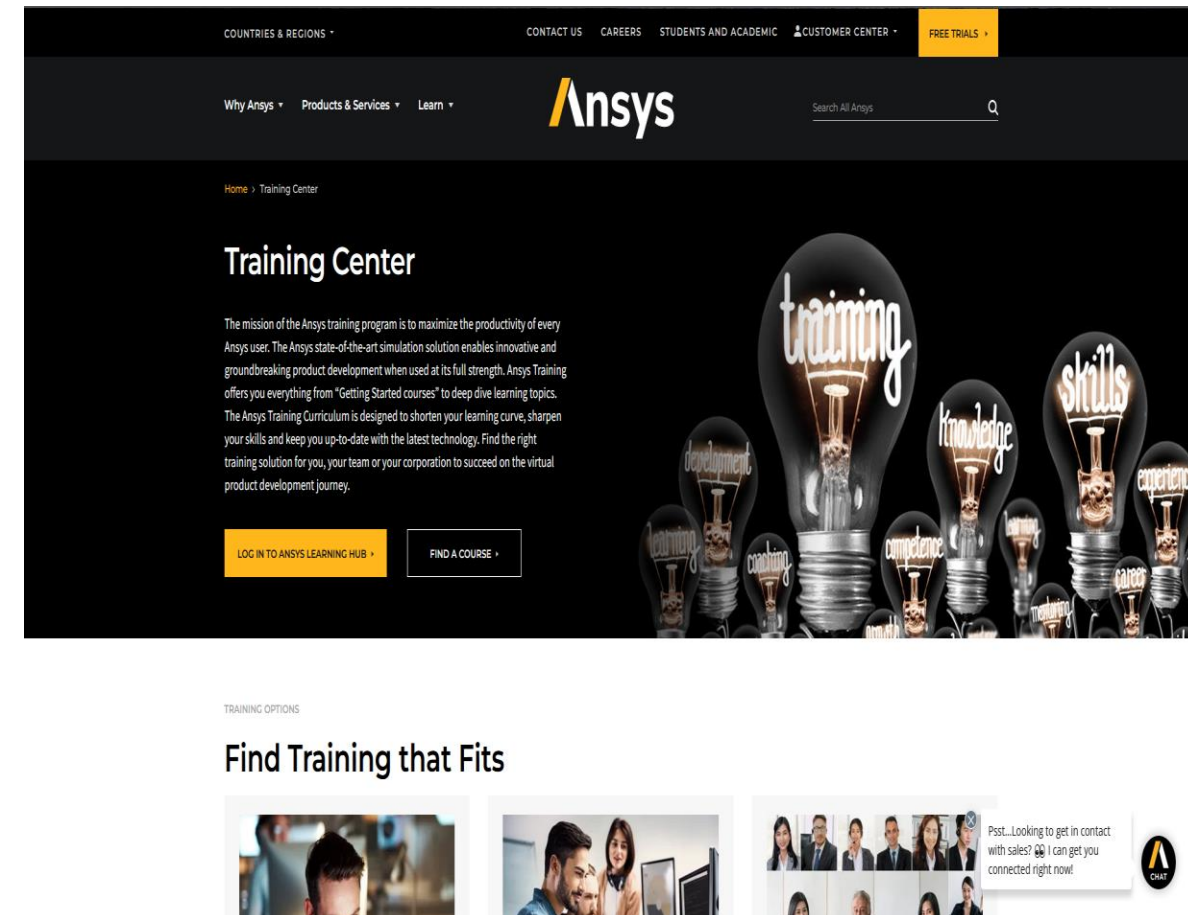 COUNTRIES & REGIONS
CONTACT US CAREERS STUDENTS AND ACADEMIC CUSTOMER CENTER FREE TRIALS
Why Ansys Products & Services Learn
Ansys
Search All Ansys
Home > Training Center
Training Center
The mission of the Ansys training program is to maximize the productivity of every
Ansys user. The Ansys state-of-the-art simulation solution enables innovative and
groundbreaking product development when used at its full strength. Ansys Training
offers you everything from “Getting Started courses” to deep dive learning topics.
The Ansys Training Curriculum is designed to shorten your learning curve, sharpen
your skills and keep you up-to-date with the latest technology. Find the right
training solution for you, your team or your corporation to succeed on the virtual
product development journey.
LOG IN TO ANSYS LEARNING HUB
FIND A COURSE
training
skills
knowledge
development
experience
learning
learning
coaching
competence
career
mentoring
TRAINING OPTIONS
Find Training that Fits
Psst...Looking to get in contact
with sales? 👀 I can get you
connected right now!
CHAT